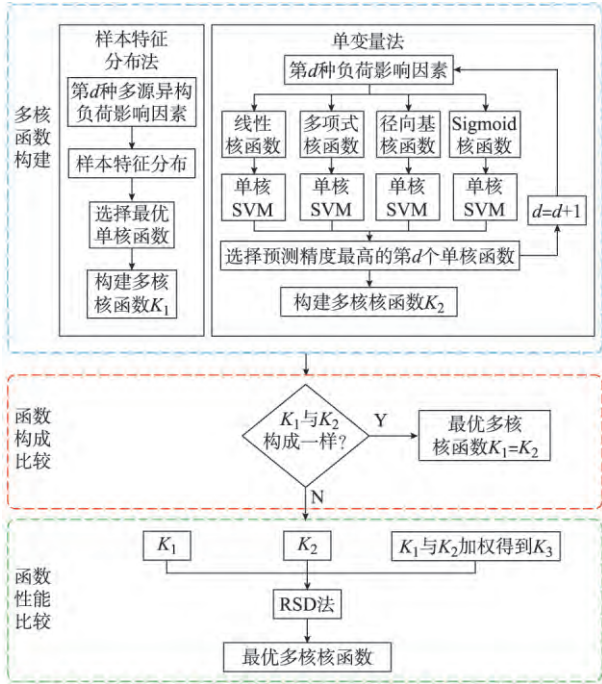 多核
函数
构建
样本特征
分布法
第d种多源异构
负荷影响因素
样本特征分布
选择最优
单核函数
构建多核
核函数K₁
单变量法
第d种负荷影响因素
线性
核函数
多项式
核函数
径向基
核函数
Sigmoid
核函数
单核
SVM
单核
SVM
单核
SVM
单核
SVM
d=d+1
选择预测精度最高的第d个单核函数
构建多核核函数K₂
函数
构成
比较
K₁与K₂
构成一样?
Y
最优多核
核函数K₁=K₂
N
函数
性能
比较
K₁
K₂
K₁与K₂加权得到K₃
RSD法
最优多核核函数